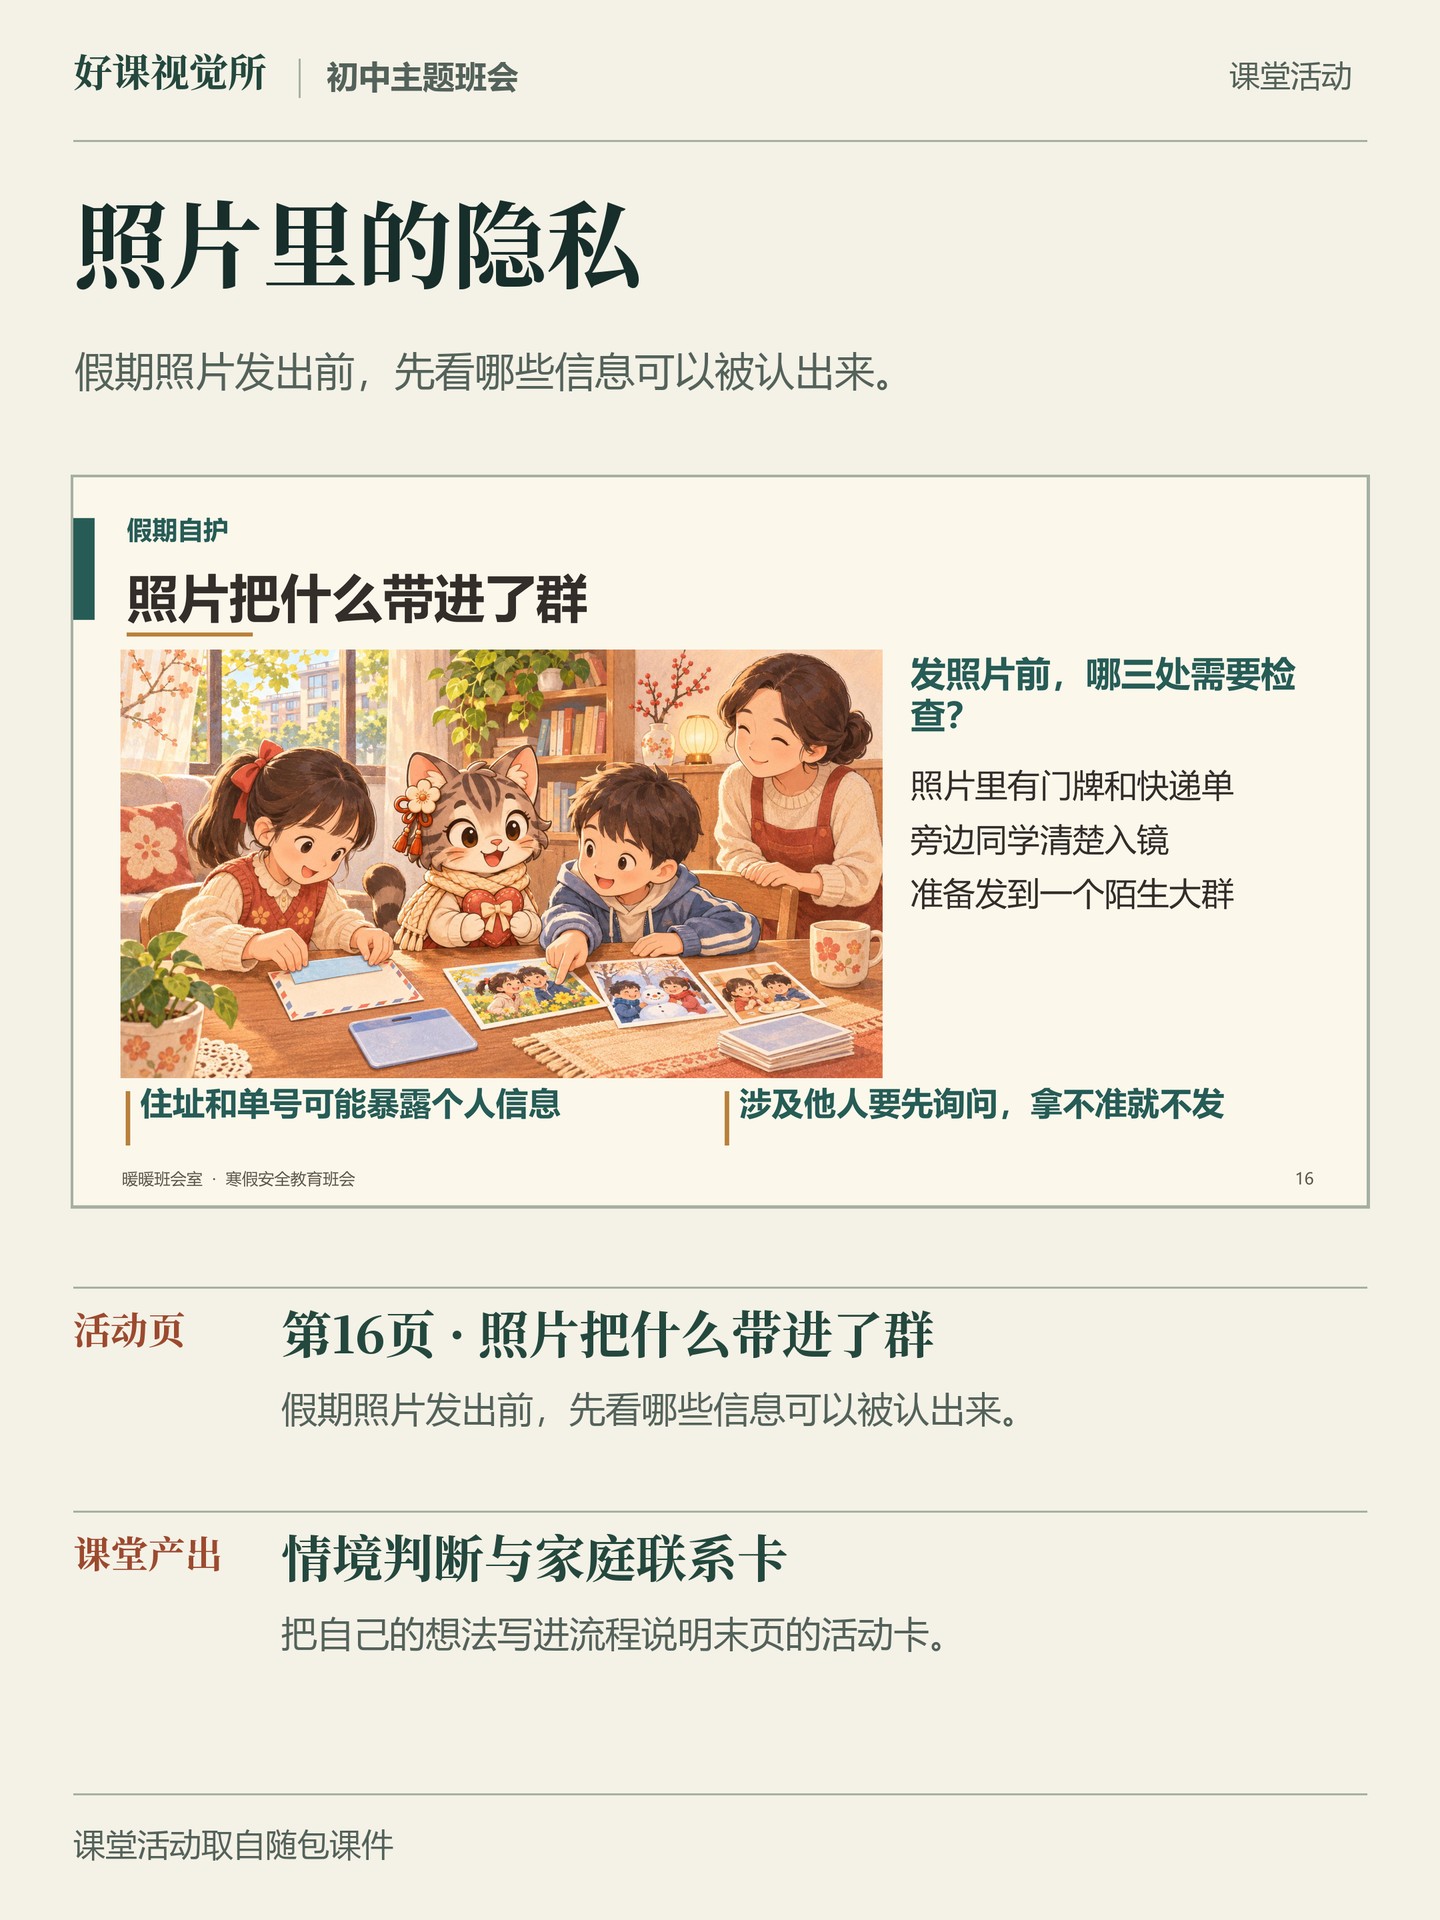 好课视觉所
初中主题班会
课堂活动
照片里的隐私
假期照片发出前，先看哪些信息可以被认出来。
假期自护
照片把什么带进了群
发照片前，哪三处需要检
查？
照片里有门牌和快递单
旁边同学清楚入镜
准备发到一个陌生大群
住址和单号可能暴露个人信息
涉及他人要先询问，拿不准就不发
暖暖班会室 · 寒假安全教育班会
16
活动页
第16页 · 照片把什么带进了群
假期照片发出前，先看哪些信息可以被认出来。
课堂产出
情境判断与家庭联系卡
把自己的想法写进流程说明末页的活动卡。
课堂活动取自随包课件